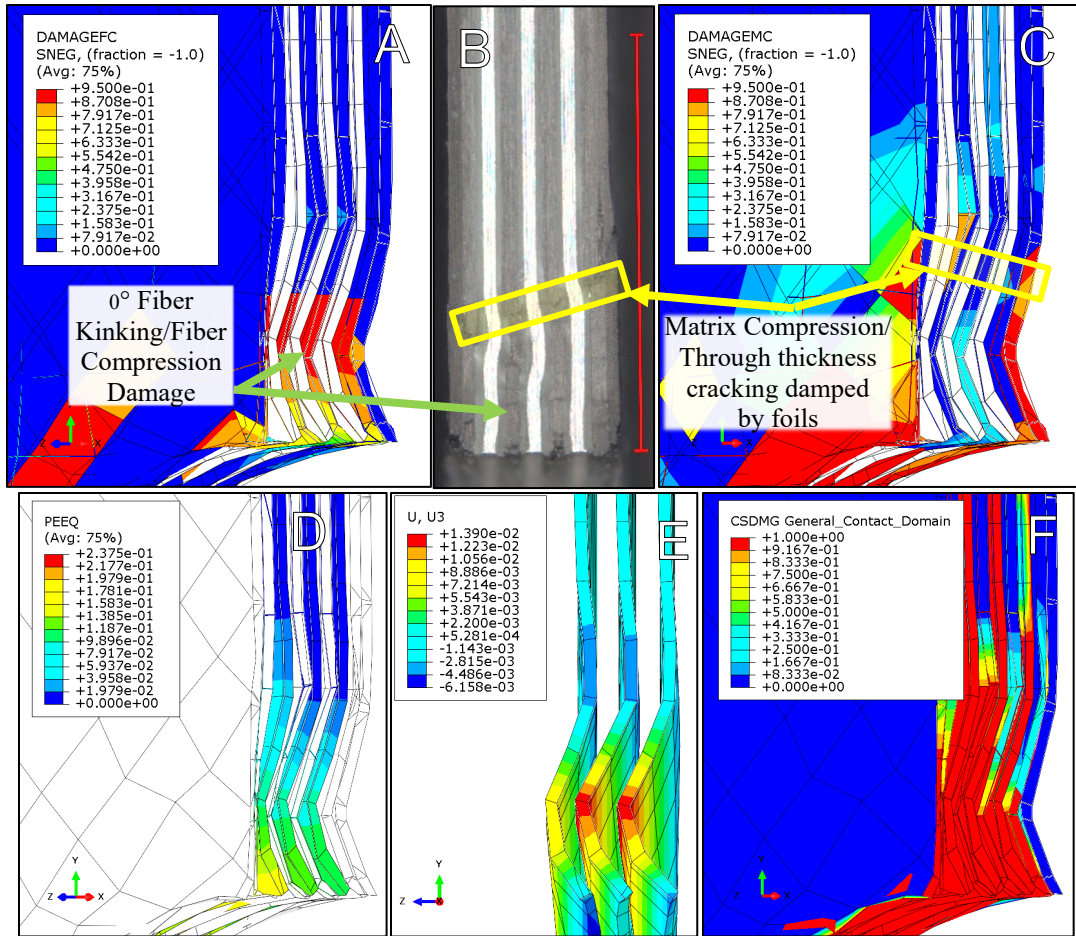 DAMAGEFC
SNEG, (fraction = -1.0)
(Avg: 75%)
+9.500e-01
+8.708e-01
+7.917e-01
+7.125e-01
+6.333e-01
+5.542e-01
+4.750e-01
+3.958e-01
+3.167e-01
+2.375e-01
+1.583e-01
+7.917e-02
+0.000e+00
A
0° Fiber
Kinking/Fiber
Compression
Damage
Y
Z
X
B
DAMAGEMC
SNEG, (fraction = -1.0)
(Avg: 75%)
+9.500e-01
+8.708e-01
+7.917e-01
+7.125e-01
+6.333e-01
+5.542e-01
+4.750e-01
+3.958e-01
+3.167e-01
+2.375e-01
+1.583e-01
+7.917e-02
+0.000e+00
C
Matrix Compression/
Through thickness
cracking damped
by foils
Y
Z
X
PEEQ
(Avg: 75%)
+2.375e-01
+2.177e-01
+1.979e-01
+1.781e-01
+1.583e-01
+1.385e-01
+1.187e-01
+9.896e-02
+7.917e-02
+5.937e-02
+3.958e-02
+1.979e-02
+0.000e+00
D
Y
Z
X
U, U3
+1.390e-02
+1.223e-02
+1.056e-02
+8.886e-03
+7.214e-03
+5.543e-03
+3.871e-03
+2.200e-03
+5.281e-04
-1.143e-03
-2.815e-03
-4.486e-03
-6.158e-03
E
Y
Z
X
CSDMG General_Contact_Domain
+1.000e+00
+9.167e-01
+8.333e-01
+7.500e-01
+6.667e-01
+5.833e-01
+5.000e-01
+4.167e-01
+3.333e-01
+2.500e-01
+1.667e-01
+8.333e-02
+0.000e+00
F
Y
Z
X